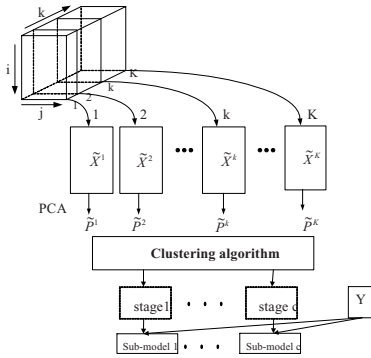 k
i
K
k
j
1
2
1
2
k
K
X̃¹
X̃²
•••
X̃ᵏ
•••
X̃ᴷ
PCA
P̃¹
P̃²
P̃ᵏ
P̃ᴷ
Clustering algorithm
stage1
• • •
stage c
Y
Sub-model 1
• • •
Sub-model c